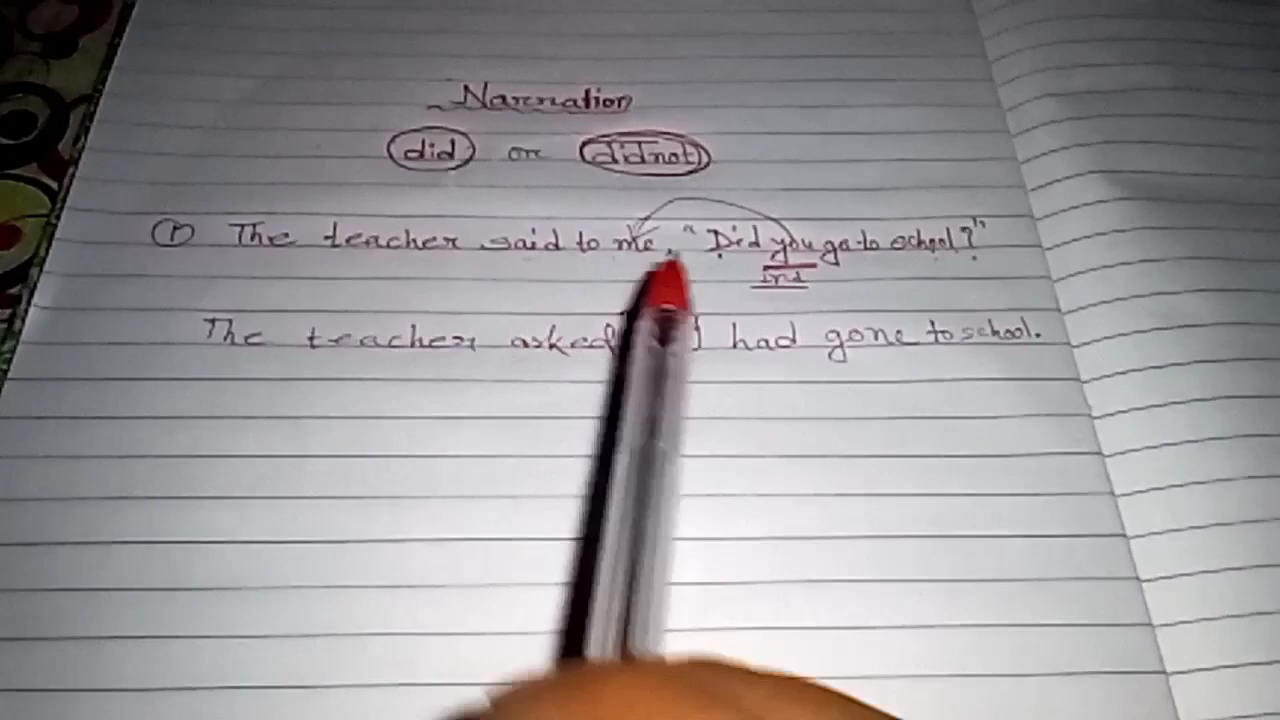 Narration
did or didnot
① The teacher said to me, "Did you go to school?"
ind
The teacher asked I had gone to school.